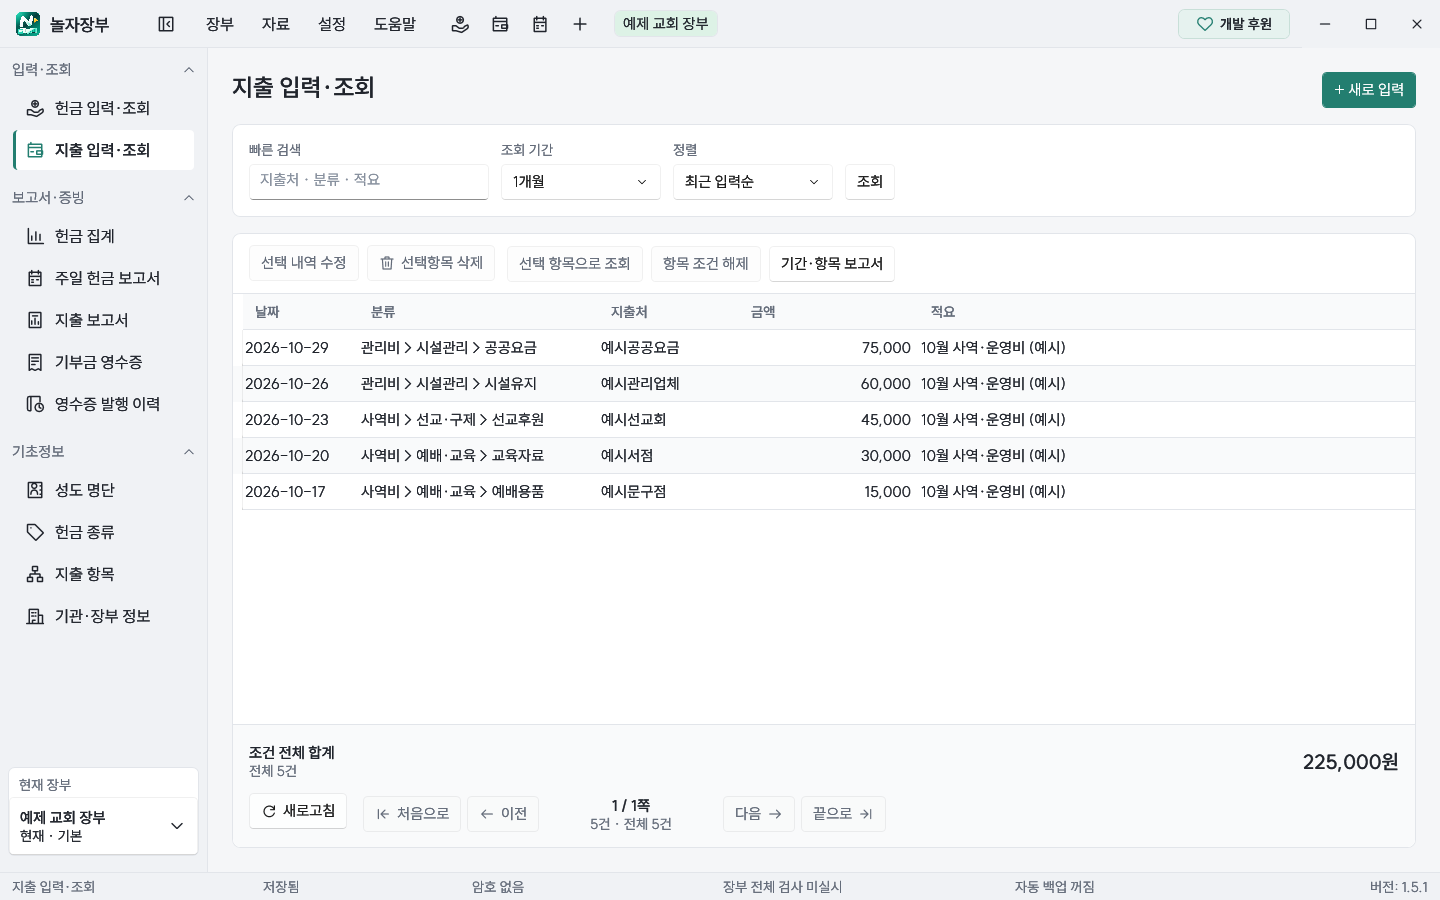 놀자장부 장부 자료 설정 도움말 예제 교회 장부 개발 후원
입력·조회
헌금 입력·조회
지출 입력·조회
보고서·증빙
헌금 집계
주일 헌금 보고서
지출 보고서
기부금 영수증
영수증 발행 이력
기초정보
성도 명단
헌금 종류
지출 항목
기관·장부 정보
현재 장부
예제 교회 장부
현재 · 기본
지출 입력·조회
+ 새로 입력
빠른 검색 조회 기간 정렬
지출처 · 분류 · 적요 1개월 최근 입력순 조회
선택 내역 수정 선택항목 삭제 선택 항목으로 조회 항목 조건 해제 기간·항목 보고서
날짜 분류 지출처 금액 적요
2026-10-29 관리비 > 시설관리 > 공공요금 예시공공요금 75,000 10월 사역·운영비 (예시)
2026-10-26 관리비 > 시설관리 > 시설유지 예시관리업체 60,000 10월 사역·운영비 (예시)
2026-10-23 사역비 > 선교·구제 > 선교후원 예시선교회 45,000 10월 사역·운영비 (예시)
2026-10-20 사역비 > 예배·교육 > 교육자료 예시서점 30,000 10월 사역·운영비 (예시)
2026-10-17 사역비 > 예배·교육 > 예배용품 예시문구점 15,000 10월 사역·운영비 (예시)
조건 전체 합계
전체 5건
225,000원
새로고침 처음으로 이전 1 / 1쪽 다음 끝으로
5건 · 전체 5건
지출 입력·조회 저장됨 암호 없음 장부 전체 검사 미실시 자동 백업 꺼짐 버전: 1.5.1